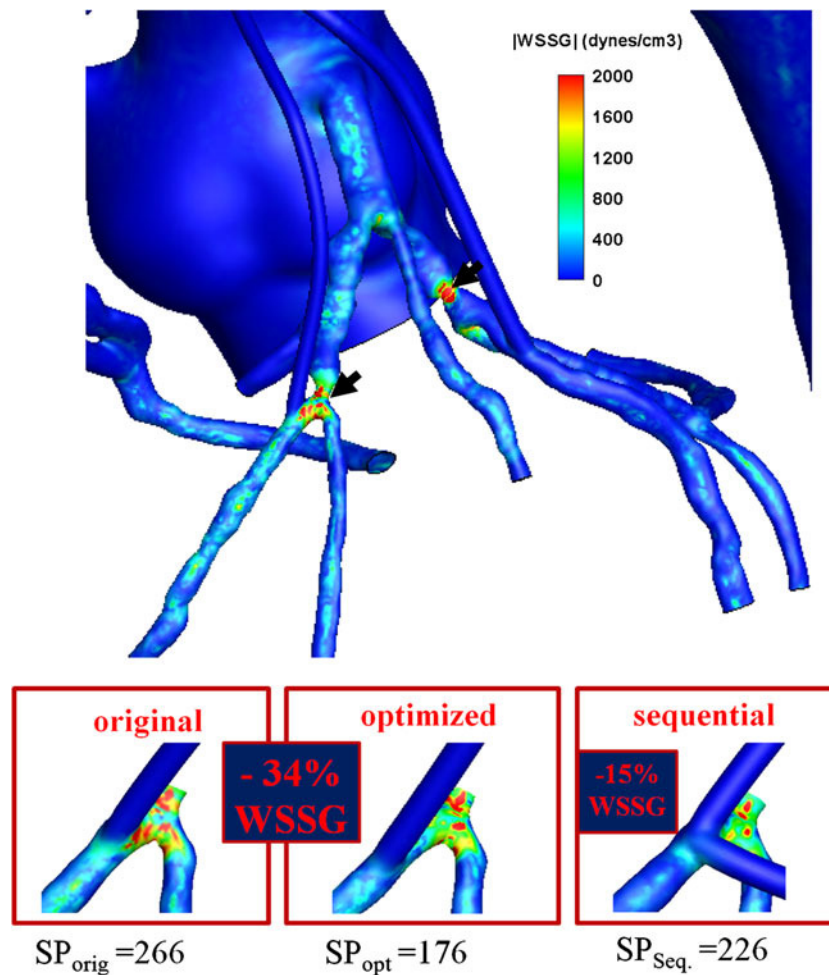 |WSSG| (dynes/cm3)
2000
1600
1200
800
400
0
original
optimized
sequential
- 34%
WSSG
-15%
WSSG
SPorig =266
SPopt =176
SPSeq. =226